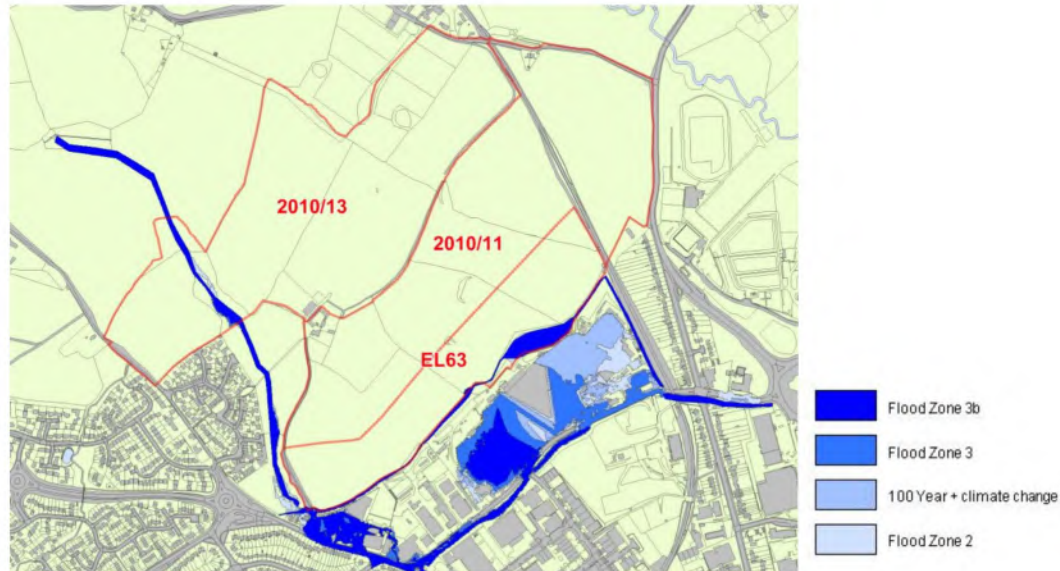 2010/13
2010/11
EL63
Flood Zone 3b
Flood Zone 3
100 Year + climate change
Flood Zone 2